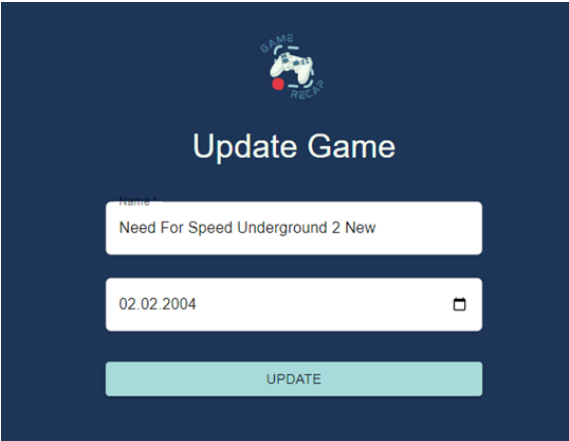 GAME
RECAP
Update Game
Name *
Need For Speed Underground 2 New
02.02.2004
UPDATE